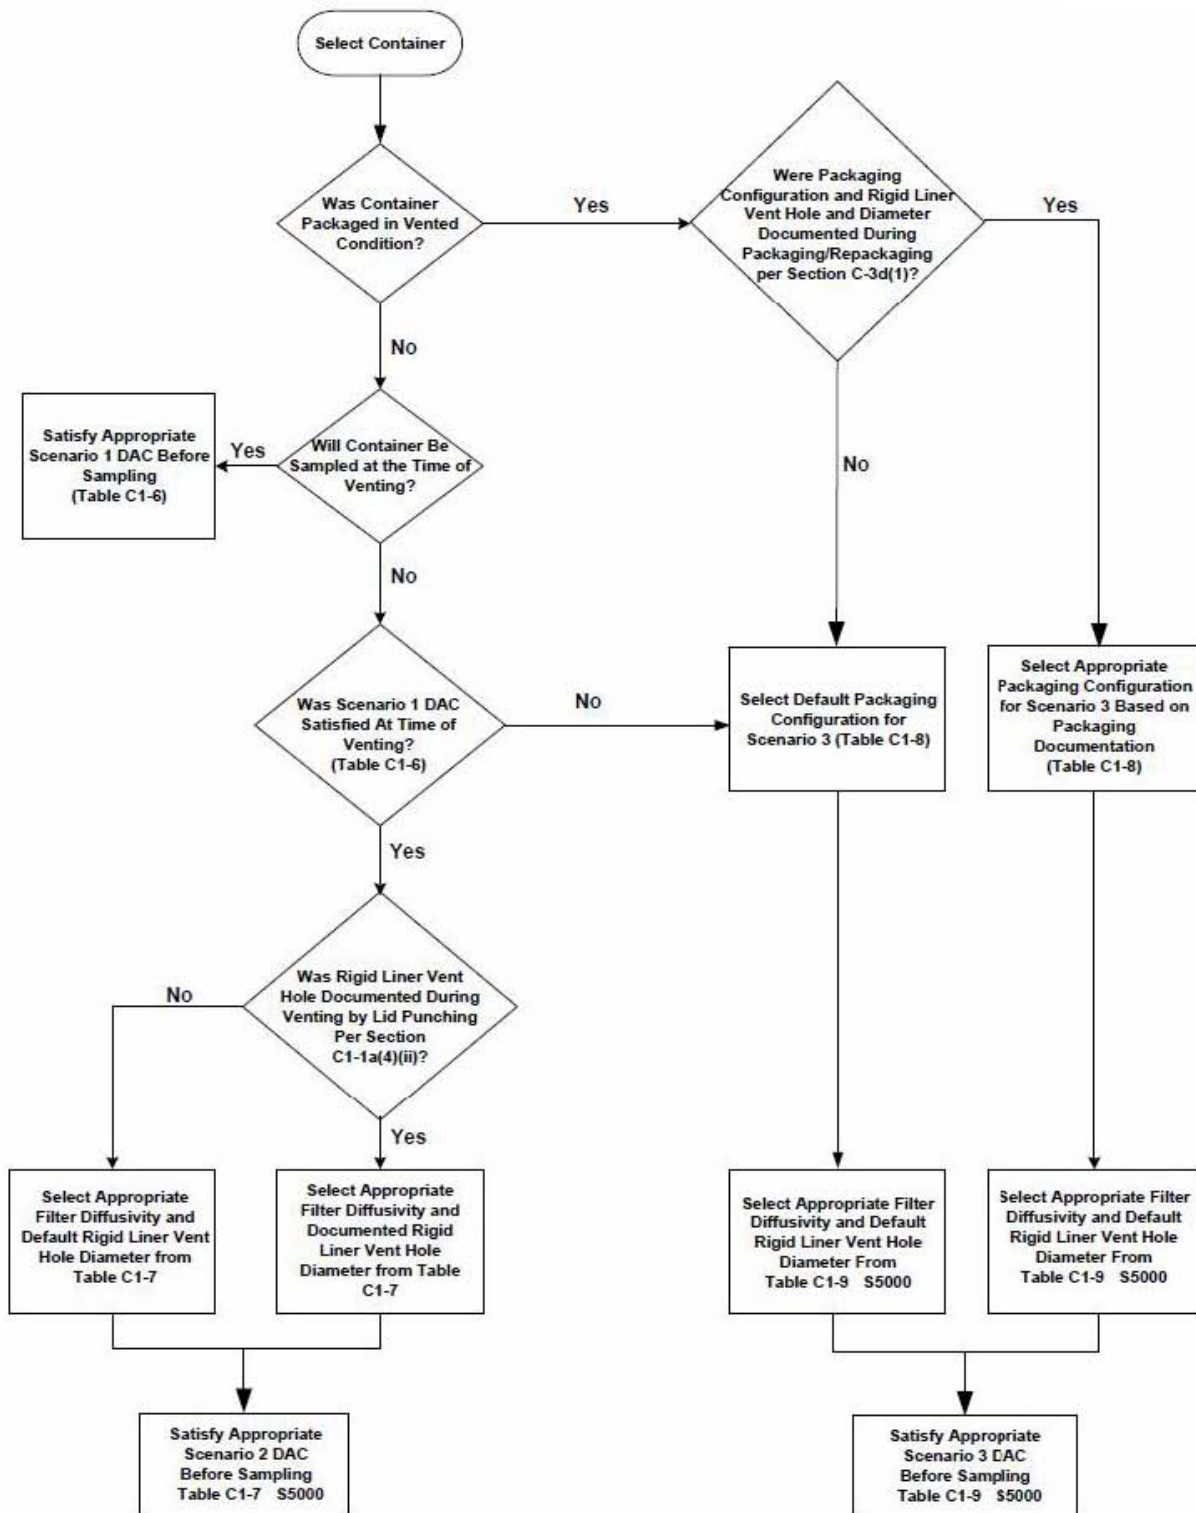 Select Container
Was Container
Packaged in Vented
Condition?
Yes
Were Packaging
Configuration and Rigid Liner
Vent Hole and Diameter
Documented During
Packaging/Repackaging
per Section C-3d(1)?
Yes
No
Satisfy Appropriate
Scenario 1 DAC Before
Sampling
(Table C1-6)
Yes
Will Container Be
Sampled at the Time of
Venting?
No
No
Was Scenario 1 DAC
Satisfied At Time of
Venting?
(Table C1-6)
No
Select Default Packaging
Configuration for
Scenario 3 (Table C1-8)
Select Appropriate
Packaging Configuration
for Scenario 3 Based on
Packaging
Documentation
(Table C1-8)
Yes
Was Rigid Liner Vent
Hole Documented During
Venting by Lid Punching
Per Section
C1-1a(4)(ii)?
No
Yes
Select Appropriate
Filter Diffusivity and
Default Rigid Liner Vent
Hole Diameter from
Table C1-7
Select Appropriate
Filter Diffusivity and
Documented Rigid
Liner Vent Hole
Diameter from Table
C1-7
Select Appropriate Filter
Diffusivity and Default
Rigid Liner Vent Hole
Diameter From
Table C1-9 S5000
Select Appropriate Filter
Diffusivity and Default
Rigid Liner Vent Hole
Diameter From
Table C1-9 S5000
Satisfy Appropriate
Scenario 2 DAC
Before Sampling
Table C1-7 S5000
Satisfy Appropriate
Scenario 3 DAC
Before Sampling
Table C1-9 S5000